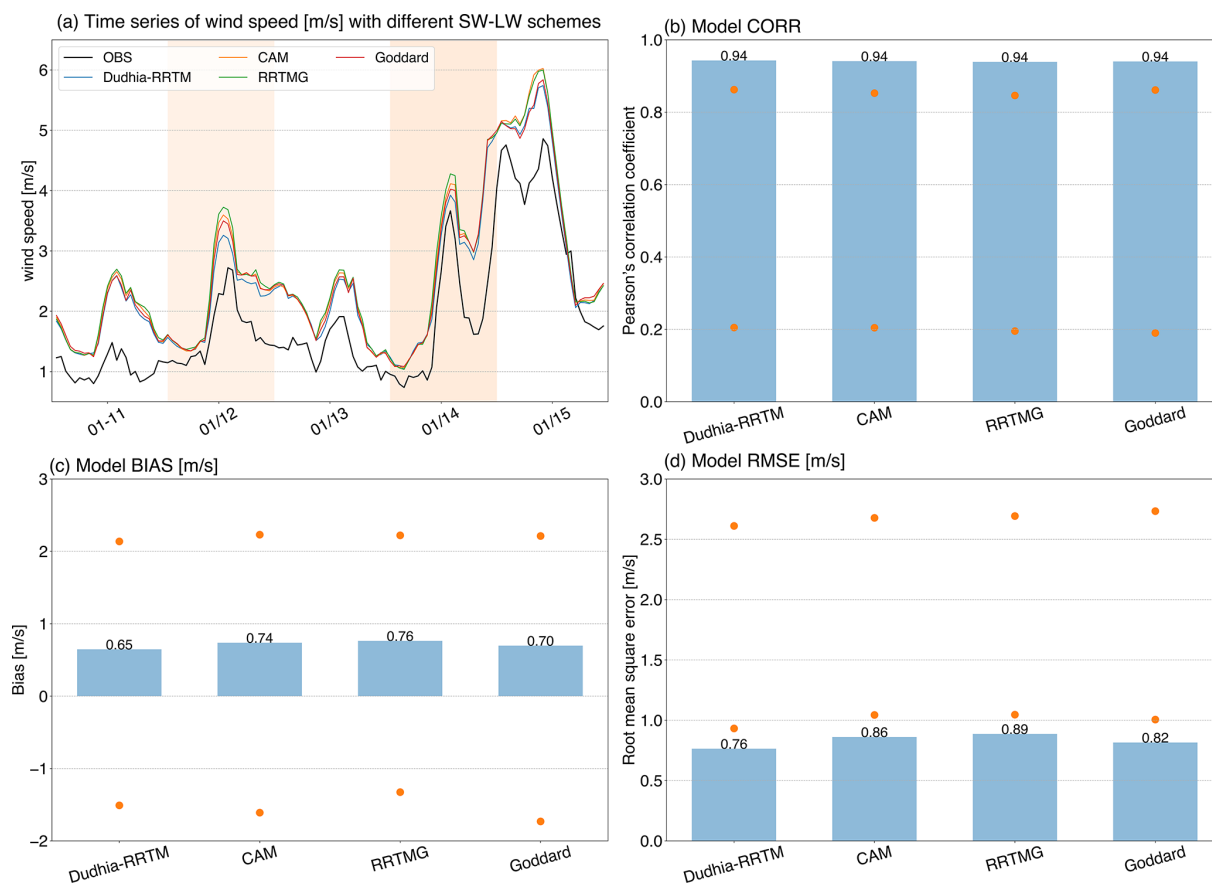 (a) Time series of wind speed [m/s] with different SW-LW schemes
OBS
Dudhia-RRTM
CAM
RRTMG
Goddard
wind speed [m/s]
6
5
4
3
2
1
01-11
01/12
01/13
01/14
01/15
(b) Model CORR
Pearson's correlation coefficient
1.0
0.8
0.6
0.4
0.2
0.0
0.94
0.94
0.94
0.94
Dudhia-RRTM
CAM
RRTMG
Goddard
(c) Model BIAS [m/s]
Bias [m/s]
3
2
1
0
−1
−2
0.65
0.74
0.76
0.70
Dudhia-RRTM
CAM
RRTMG
Goddard
(d) Model RMSE [m/s]
Root mean square error [m/s]
3.0
2.5
2.0
1.5
1.0
0.5
0.0
0.76
0.86
0.89
0.82
Dudhia-RRTM
CAM
RRTMG
Goddard